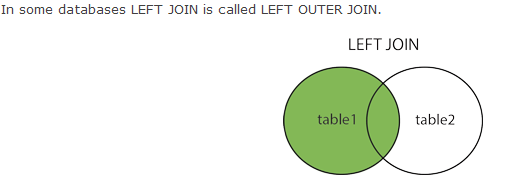 In some databases LEFT JOIN is called LEFT OUTER JOIN.
LEFT JOIN
table1 table2